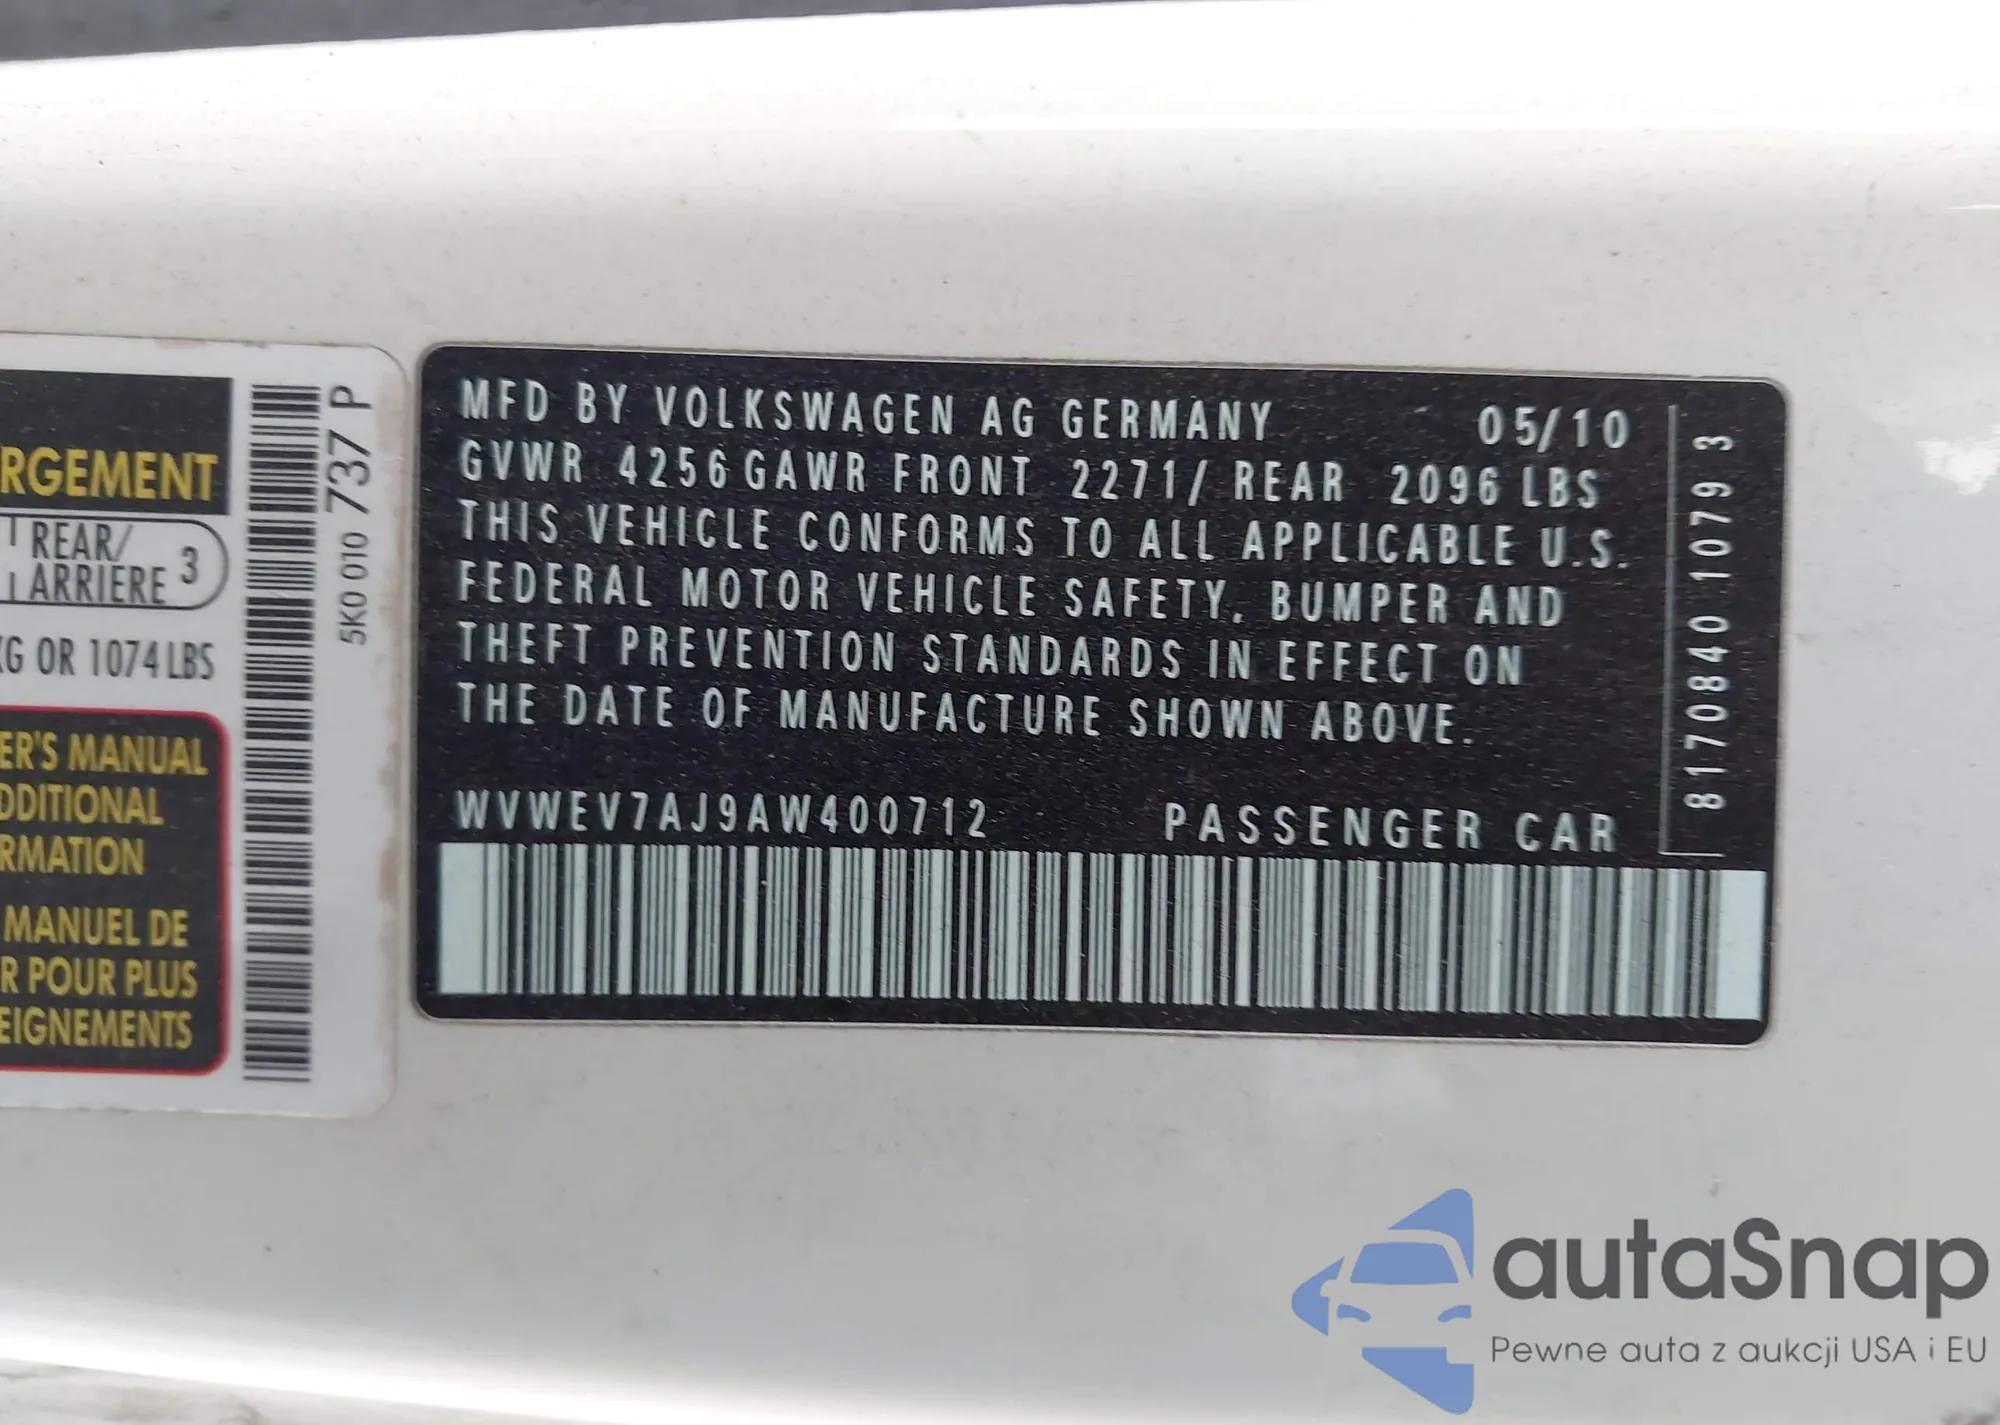 RGEMENT
REAR/
ARRIERE 3
KG OR 1074 LBS
ER'S MANUAL
DDITIONAL
RMATION
MANUEL DE
R POUR PLUS
EIGNEMENTS
5K0 010 737 P
MFD BY VOLKSWAGEN AG GERMANY 05/10
GVWR 4256 GAWR FRONT 2271/ REAR 2096 LBS
THIS VEHICLE CONFORMS TO ALL APPLICABLE U.S.
FEDERAL MOTOR VEHICLE SAFETY, BUMPER AND
THEFT PREVENTION STANDARDS IN EFFECT ON
THE DATE OF MANUFACTURE SHOWN ABOVE.
WVWEV7AJ9AW400712 PASSENGER CAR
8170840 1079 3
autaSnap
Pewne auta z aukcji USA i EU